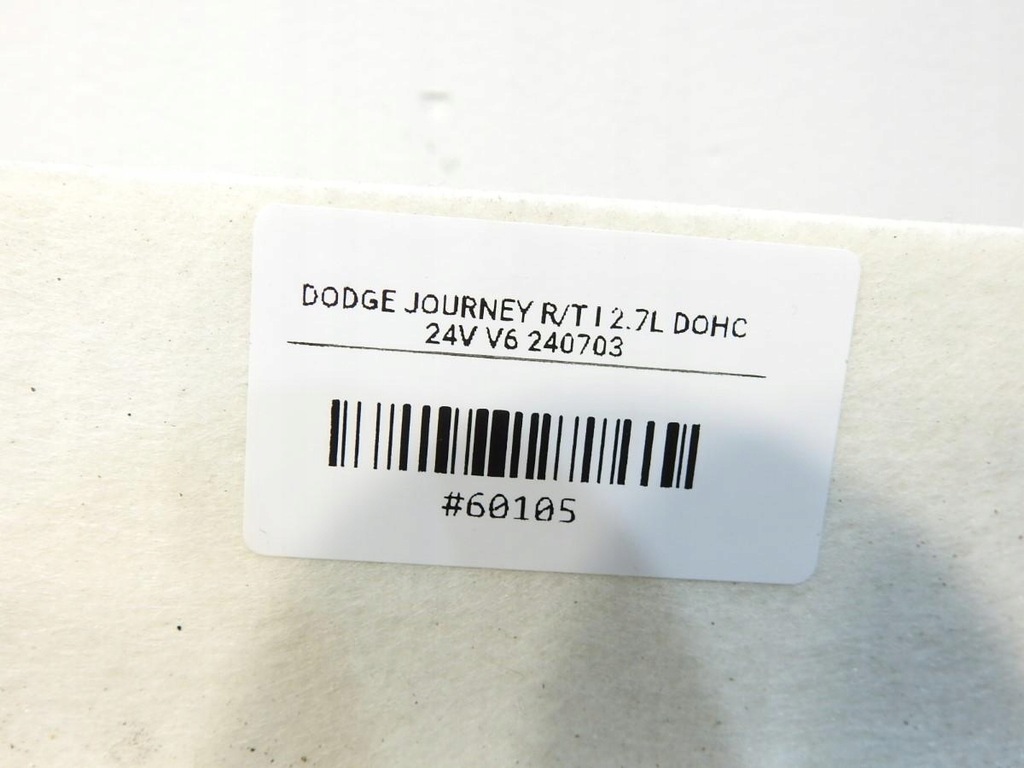 DODGE JOURNEY R/T I 2.7L DOHC
24V V6 240703
#60105